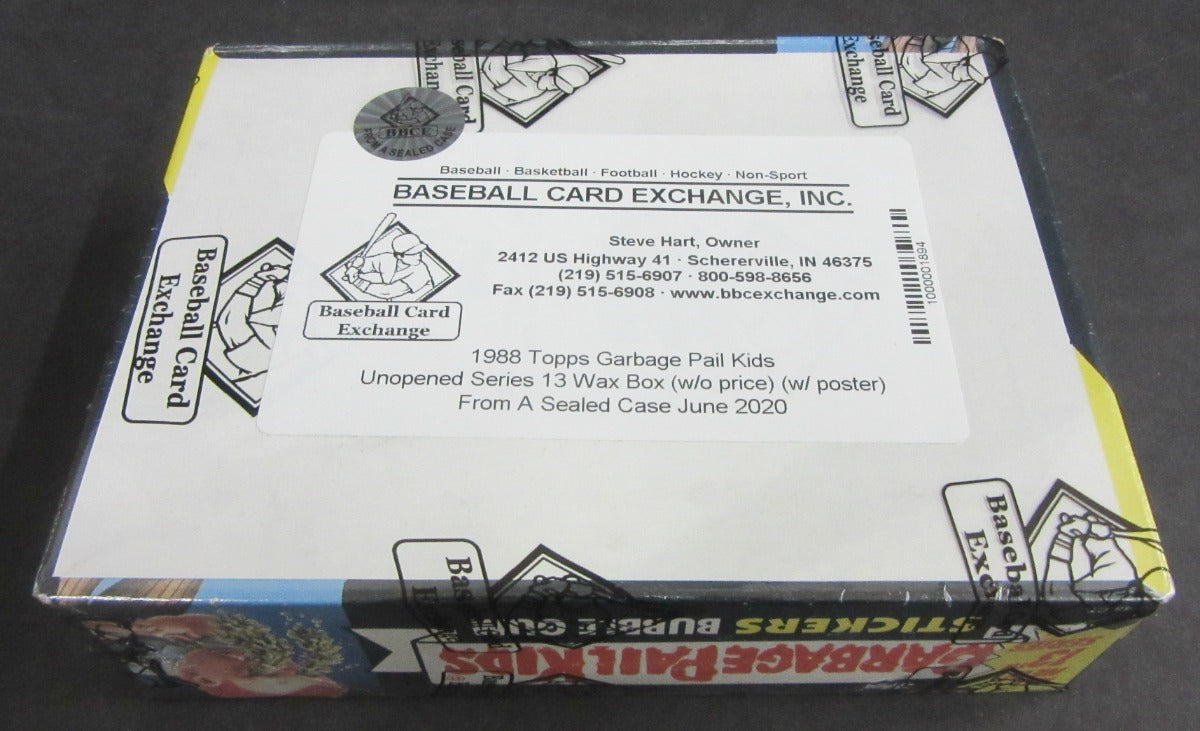 Baseball Card
Exchange
Baseball Card
Exchange
BBCE
FROM A SEALED CASE
Baseball · Basketball · Football · Hockey · Non-Sport
BASEBALL CARD EXCHANGE, INC.
Steve Hart, Owner
2412 US Highway 41 · Schererville, IN 46375
(219) 515-6907 · 800-598-8656
Fax (219) 515-6908 · www.bbcexchange.com
1000001894
Baseball Card
Exchange
Baseball Card
Exchange
1988 Topps Garbage Pail Kids
Unopened Series 13 Wax Box (w/o price) (w/ poster)
From A Sealed Case June 2020
STICKERS BUBBLE GUM
GARBAGE PAIL KIDS